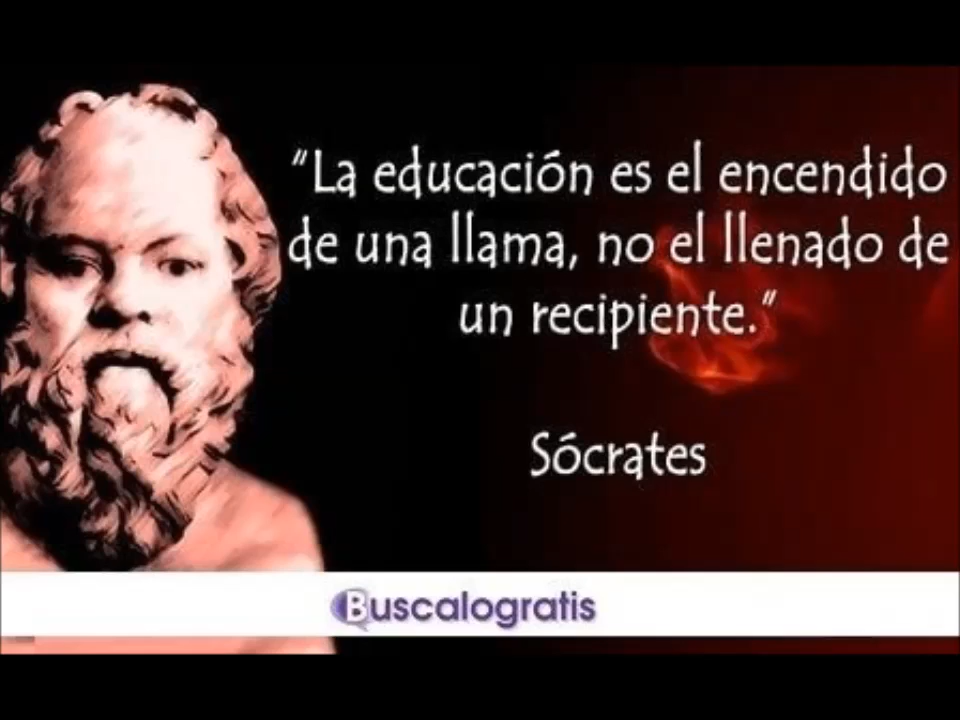 “La educación es el encendido
de una llama, no el llenado de
un recipiente.”
Sócrates
Buscalogratis